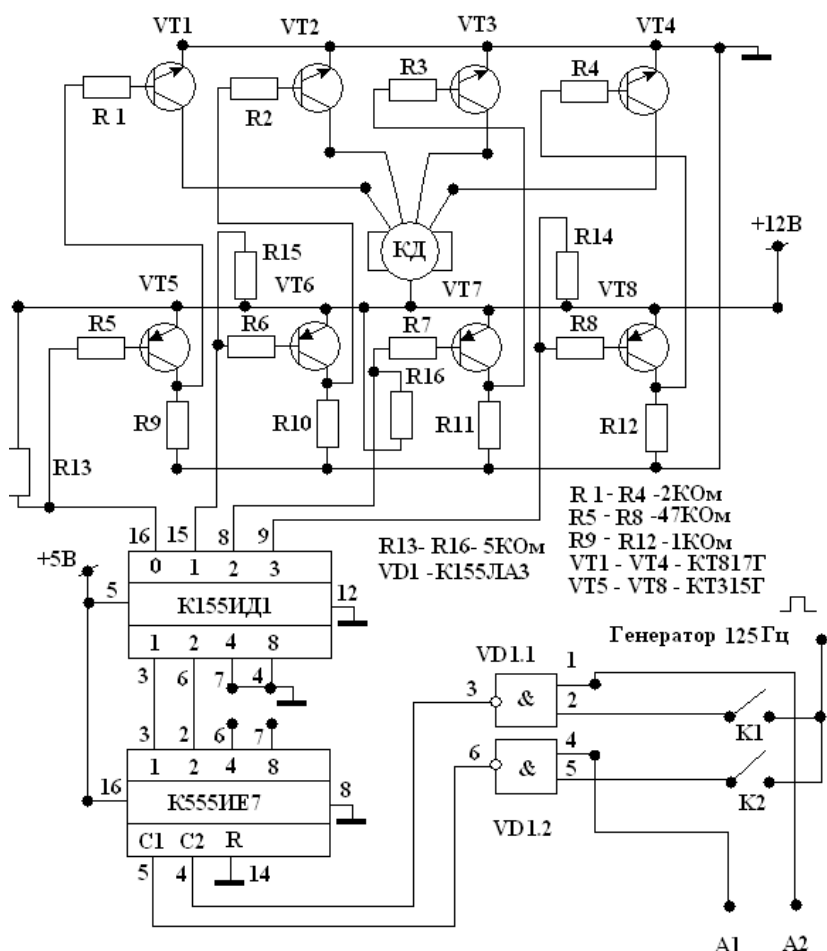 VT1 VT2 VT3 VT4
R 1 R2 R3 R4
КД
+12В
R15 R14
VT5 VT6 VT7 VT8
R5 R6 R7 R8
R16
R9 R10 R11 R12
R13
16 15 8 9
0 1 2 3
+5В
5 К155ИД1 12
1 2 4 8
3 6 7 4
3 2 6 7
1 2 4 8
16 К555ИЕ7 8
C1 C2 R
5 4 14
R13- R16- 5КОм
VD1 -К155ЛА3
R 1 - R4 -2КОм
R5 - R8 -47КОм
R9 - R12 -1КОм
VT1 - VT4 - КТ817Г
VT5 - VT8 - КТ315Г
Генератор 125Гц
VD1.1
3 & 1
2
К1
6 & 4
5
К2
VD1.2
А1 А2